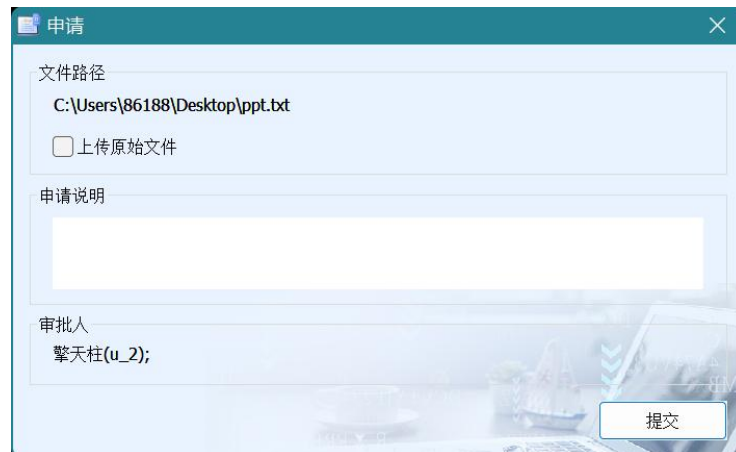 申请
文件路径
C:\Users\86188\Desktop\ppt.txt
上传原始文件
申请说明
审批人
擎天柱(u_2);
提交